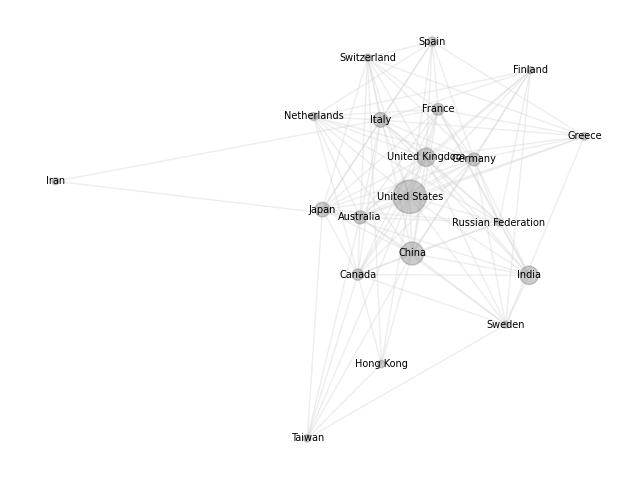 Spain
Switzerland
Finland
France
Netherlands
Italy
Greece
United Kingdom
Germany
Iran
United States
Japan
Australia
Russian Federation
China
Canada
India
Sweden
Hong Kong
Taiwan